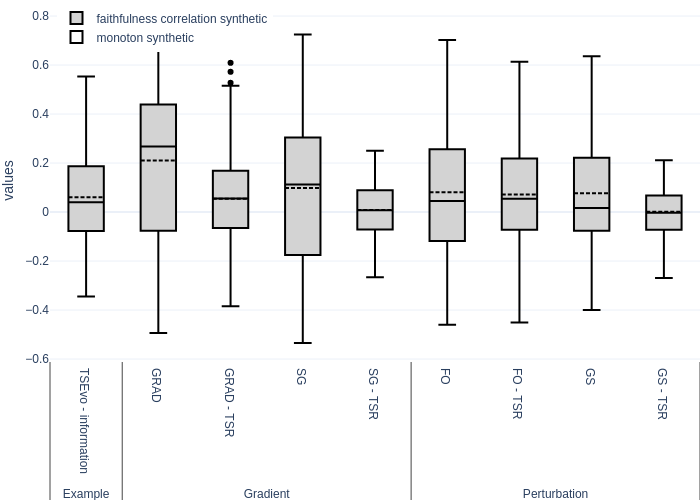 faithfulness correlation synthetic
monoton synthetic
values
0.8
0.6
0.4
0.2
0
−0.2
−0.4
−0.6
TSEvo - information
GRAD
GRAD - TSR
SG
SG - TSR
FO
FO - TSR
GS
GS - TSR
Example
Gradient
Perturbation